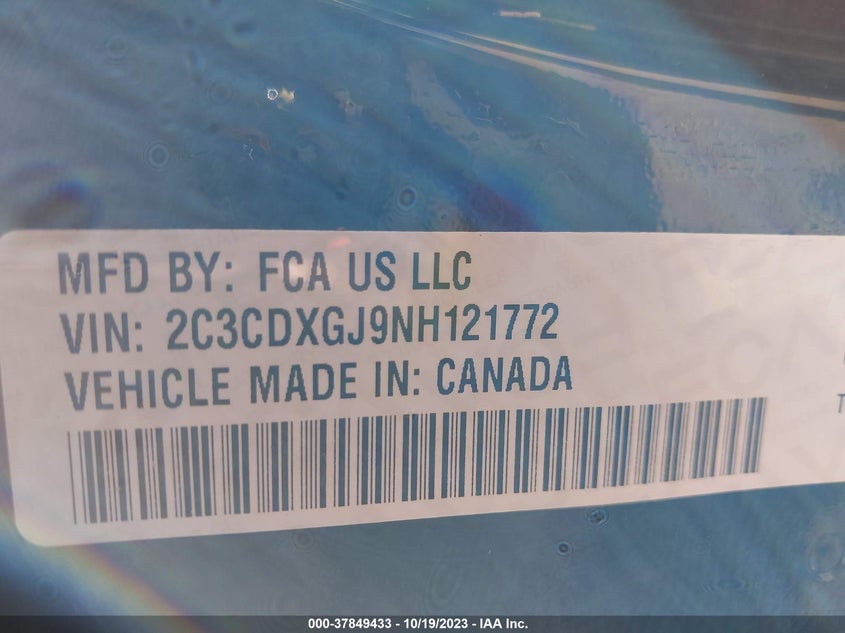 MFD BY: FCA US LLC
VIN: 2C3CDXGJ9NH121772
VEHICLE MADE IN: CANADA
T
000-37849433 - 10/19/2023 - IAA Inc.